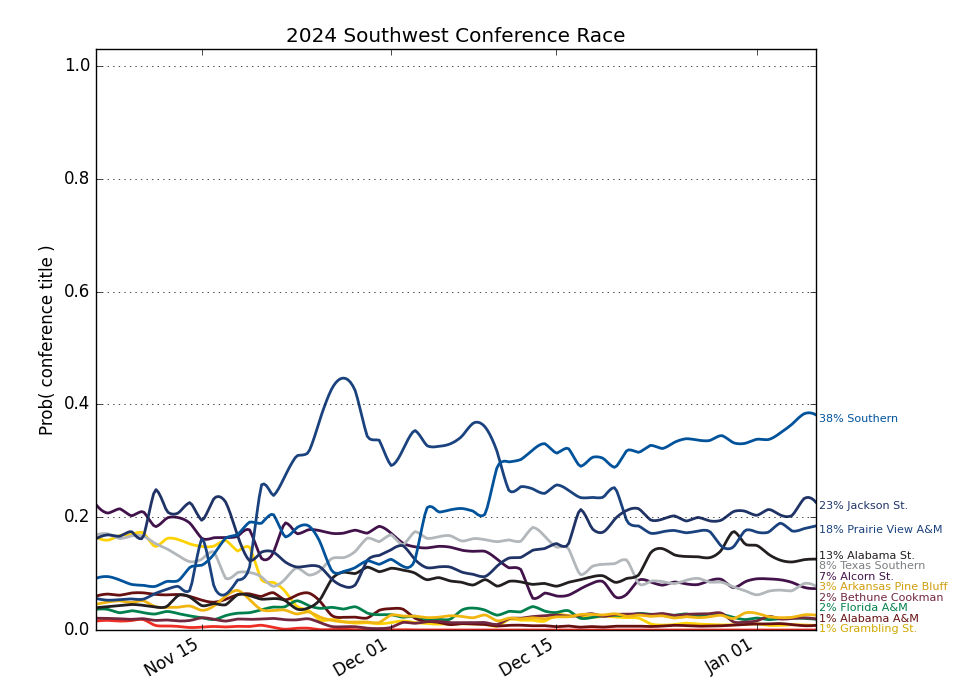 2024 Southwest Conference Race
Prob( conference title )
1.0
0.8
0.6
0.4
0.2
0.0
Nov 15
Dec 01
Dec 15
Jan 01
38% Southern
23% Jackson St.
18% Prairie View A&M
13% Alabama St.
8% Texas Southern
7% Alcorn St.
3% Arkansas Pine Bluff
2% Bethune Cookman
2% Florida A&M
1% Alabama A&M
1% Grambling St.